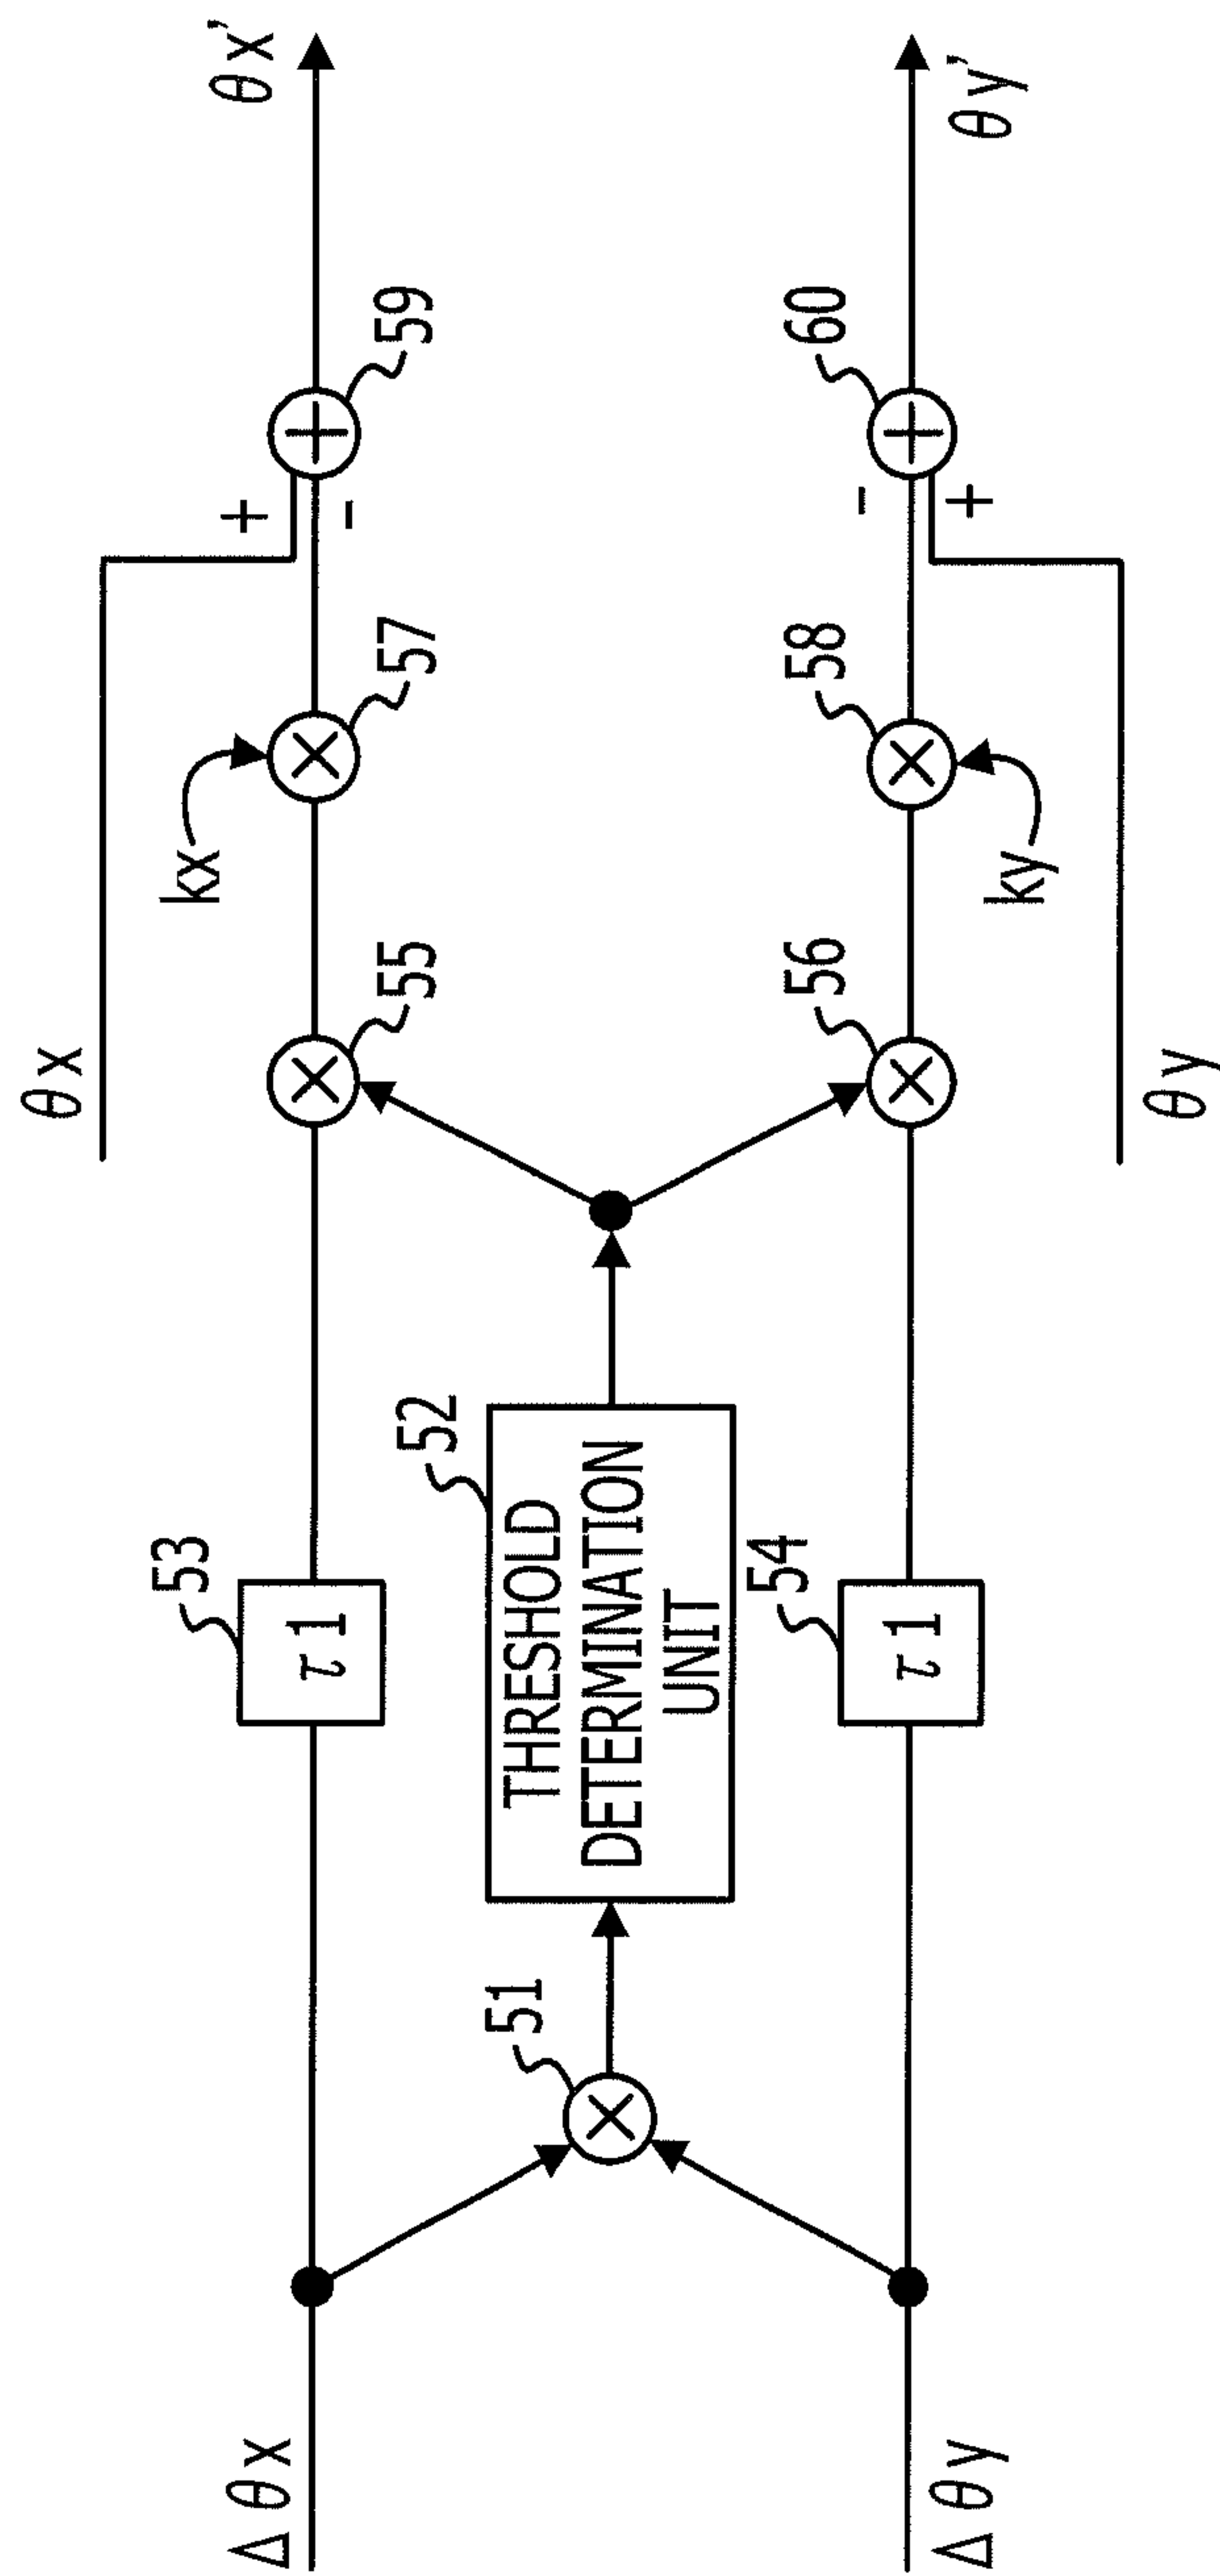 Δθx
Δθy
51
THRESHOLD
DETERMINATION
UNIT
52
τ1
53
τ1
54
55
56
kx
57
ky
58
θx
+
-
59
θy
-
+
60
θx'
θy'